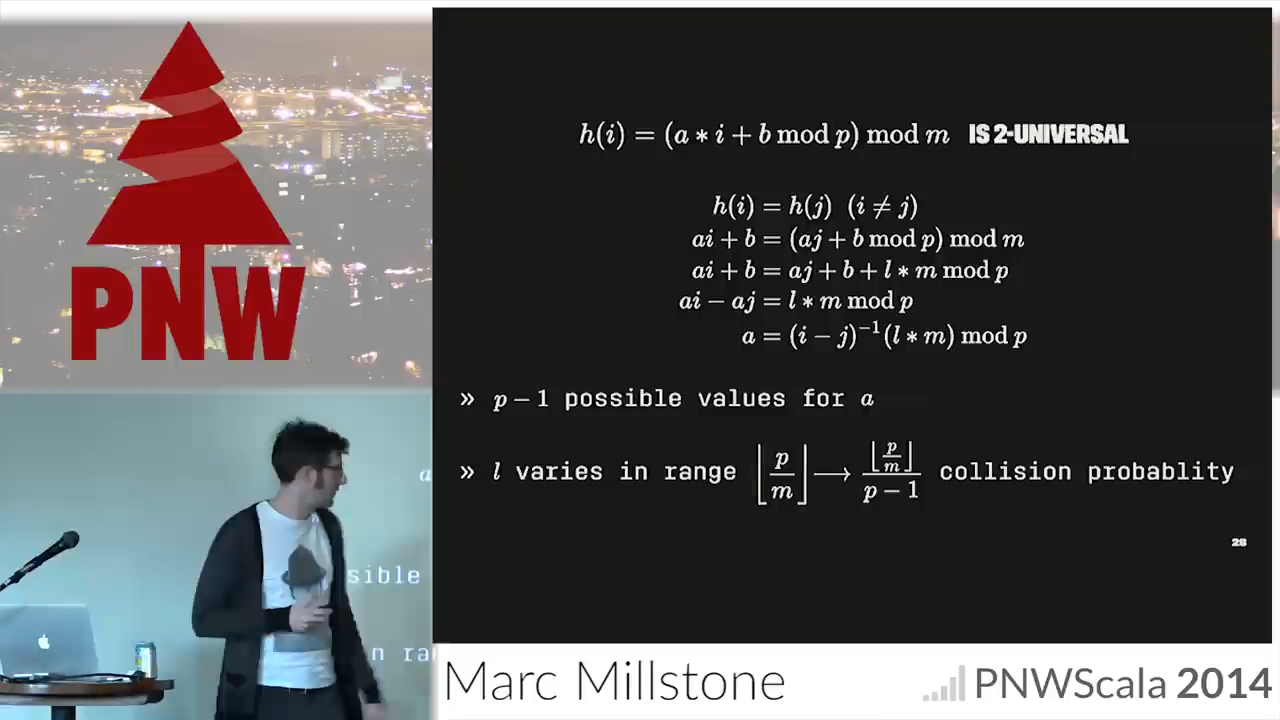 PNW
h(i) = (a ∗ i + b mod p) mod m IS 2-UNIVERSAL
h(i) = h(j) (i ≠ j)
ai + b = (aj + b mod p) mod m
ai + b = aj + b + l ∗ m mod p
ai − aj = l ∗ m mod p
a = (i − j)⁻¹(l ∗ m) mod p
» p − 1 possible values for a
» l varies in range ⌊p/m⌋ ⟶ ⌊p/m⌋/(p − 1) collision probablity
28
a
sible
n ra
Marc Millstone
PNWScala 2014